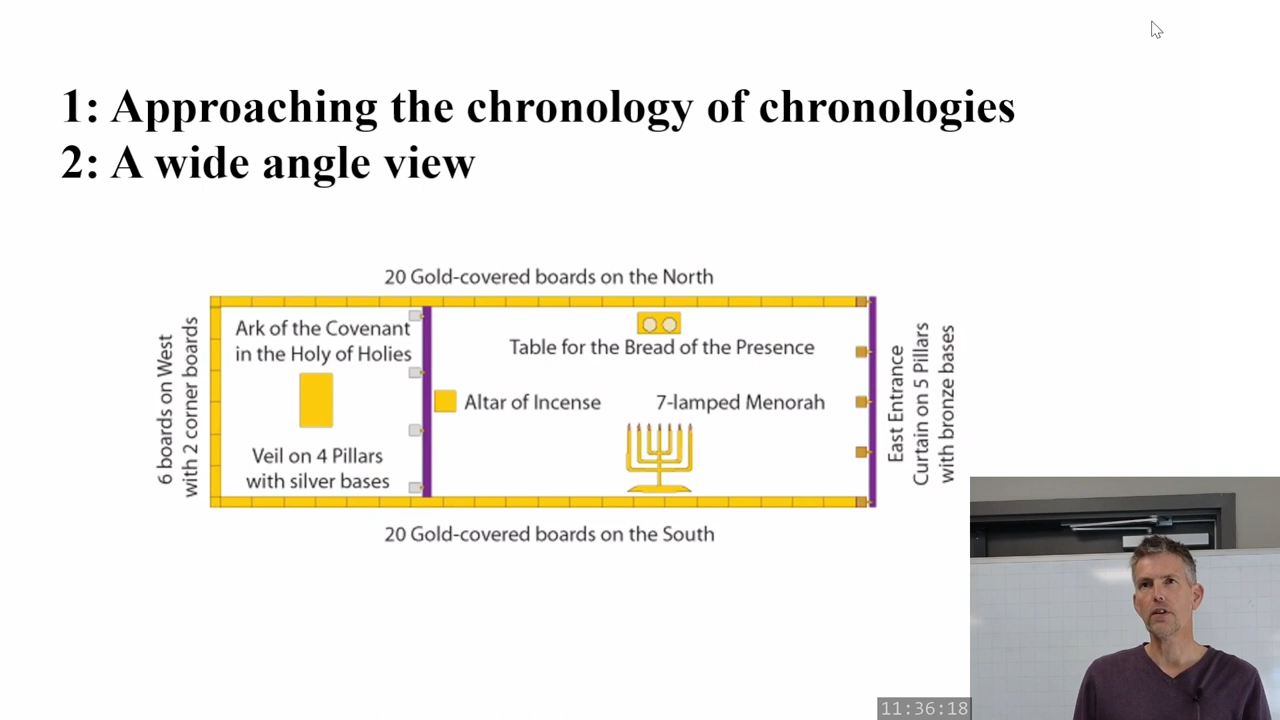 1: Approaching the chronology of chronologies
2: A wide angle view
20 Gold-covered boards on the North
6 boards on West
with 2 corner boards
Ark of the Covenant
in the Holy of Holies
Veil on 4 Pillars
with silver bases
Table for the Bread of the Presence
Altar of Incense
7-lamped Menorah
East Entrance
Curtain on 5 Pillars
with bronze bases
20 Gold-covered boards on the South
11:36:18